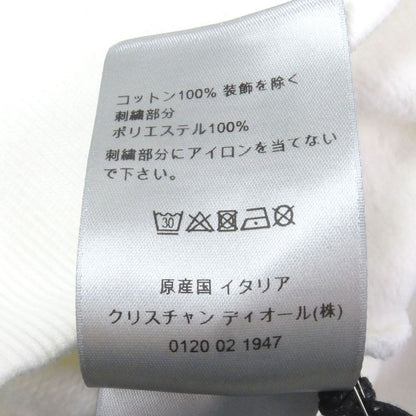 コットン100% 装飾を除く
刺繍部分
ポリエステル100%
刺繍部分にアイロンを当てない
で下さい。
30
原産国 イタリア
クリスチャン ディオール(株)
0120 02 1947